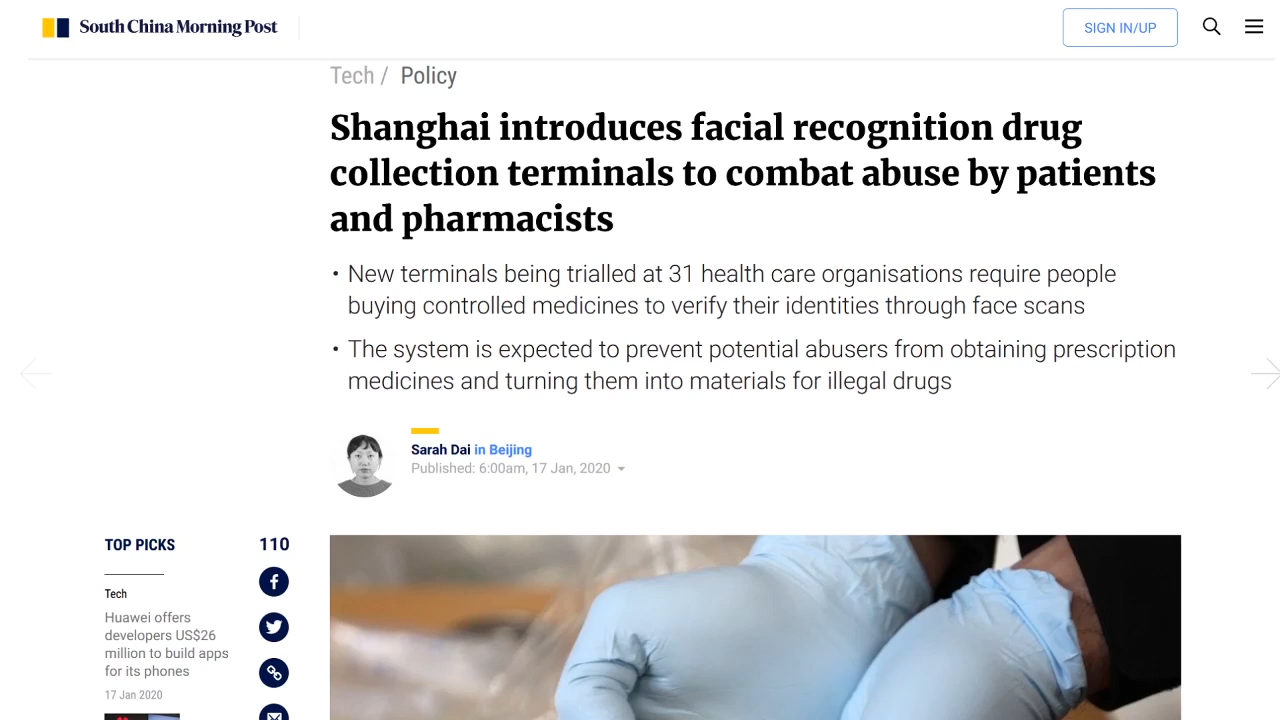 South China Morning Post
SIGN IN/UP
Tech / Policy
Shanghai introduces facial recognition drug
collection terminals to combat abuse by patients
and pharmacists
• New terminals being trialled at 31 health care organisations require people
buying controlled medicines to verify their identities through face scans
• The system is expected to prevent potential abusers from obtaining prescription
medicines and turning them into materials for illegal drugs
Sarah Dai in Beijing
Published: 6:00am, 17 Jan, 2020
TOP PICKS
110
Tech
Huawei offers
developers US$26
million to build apps
for its phones
17 Jan 2020